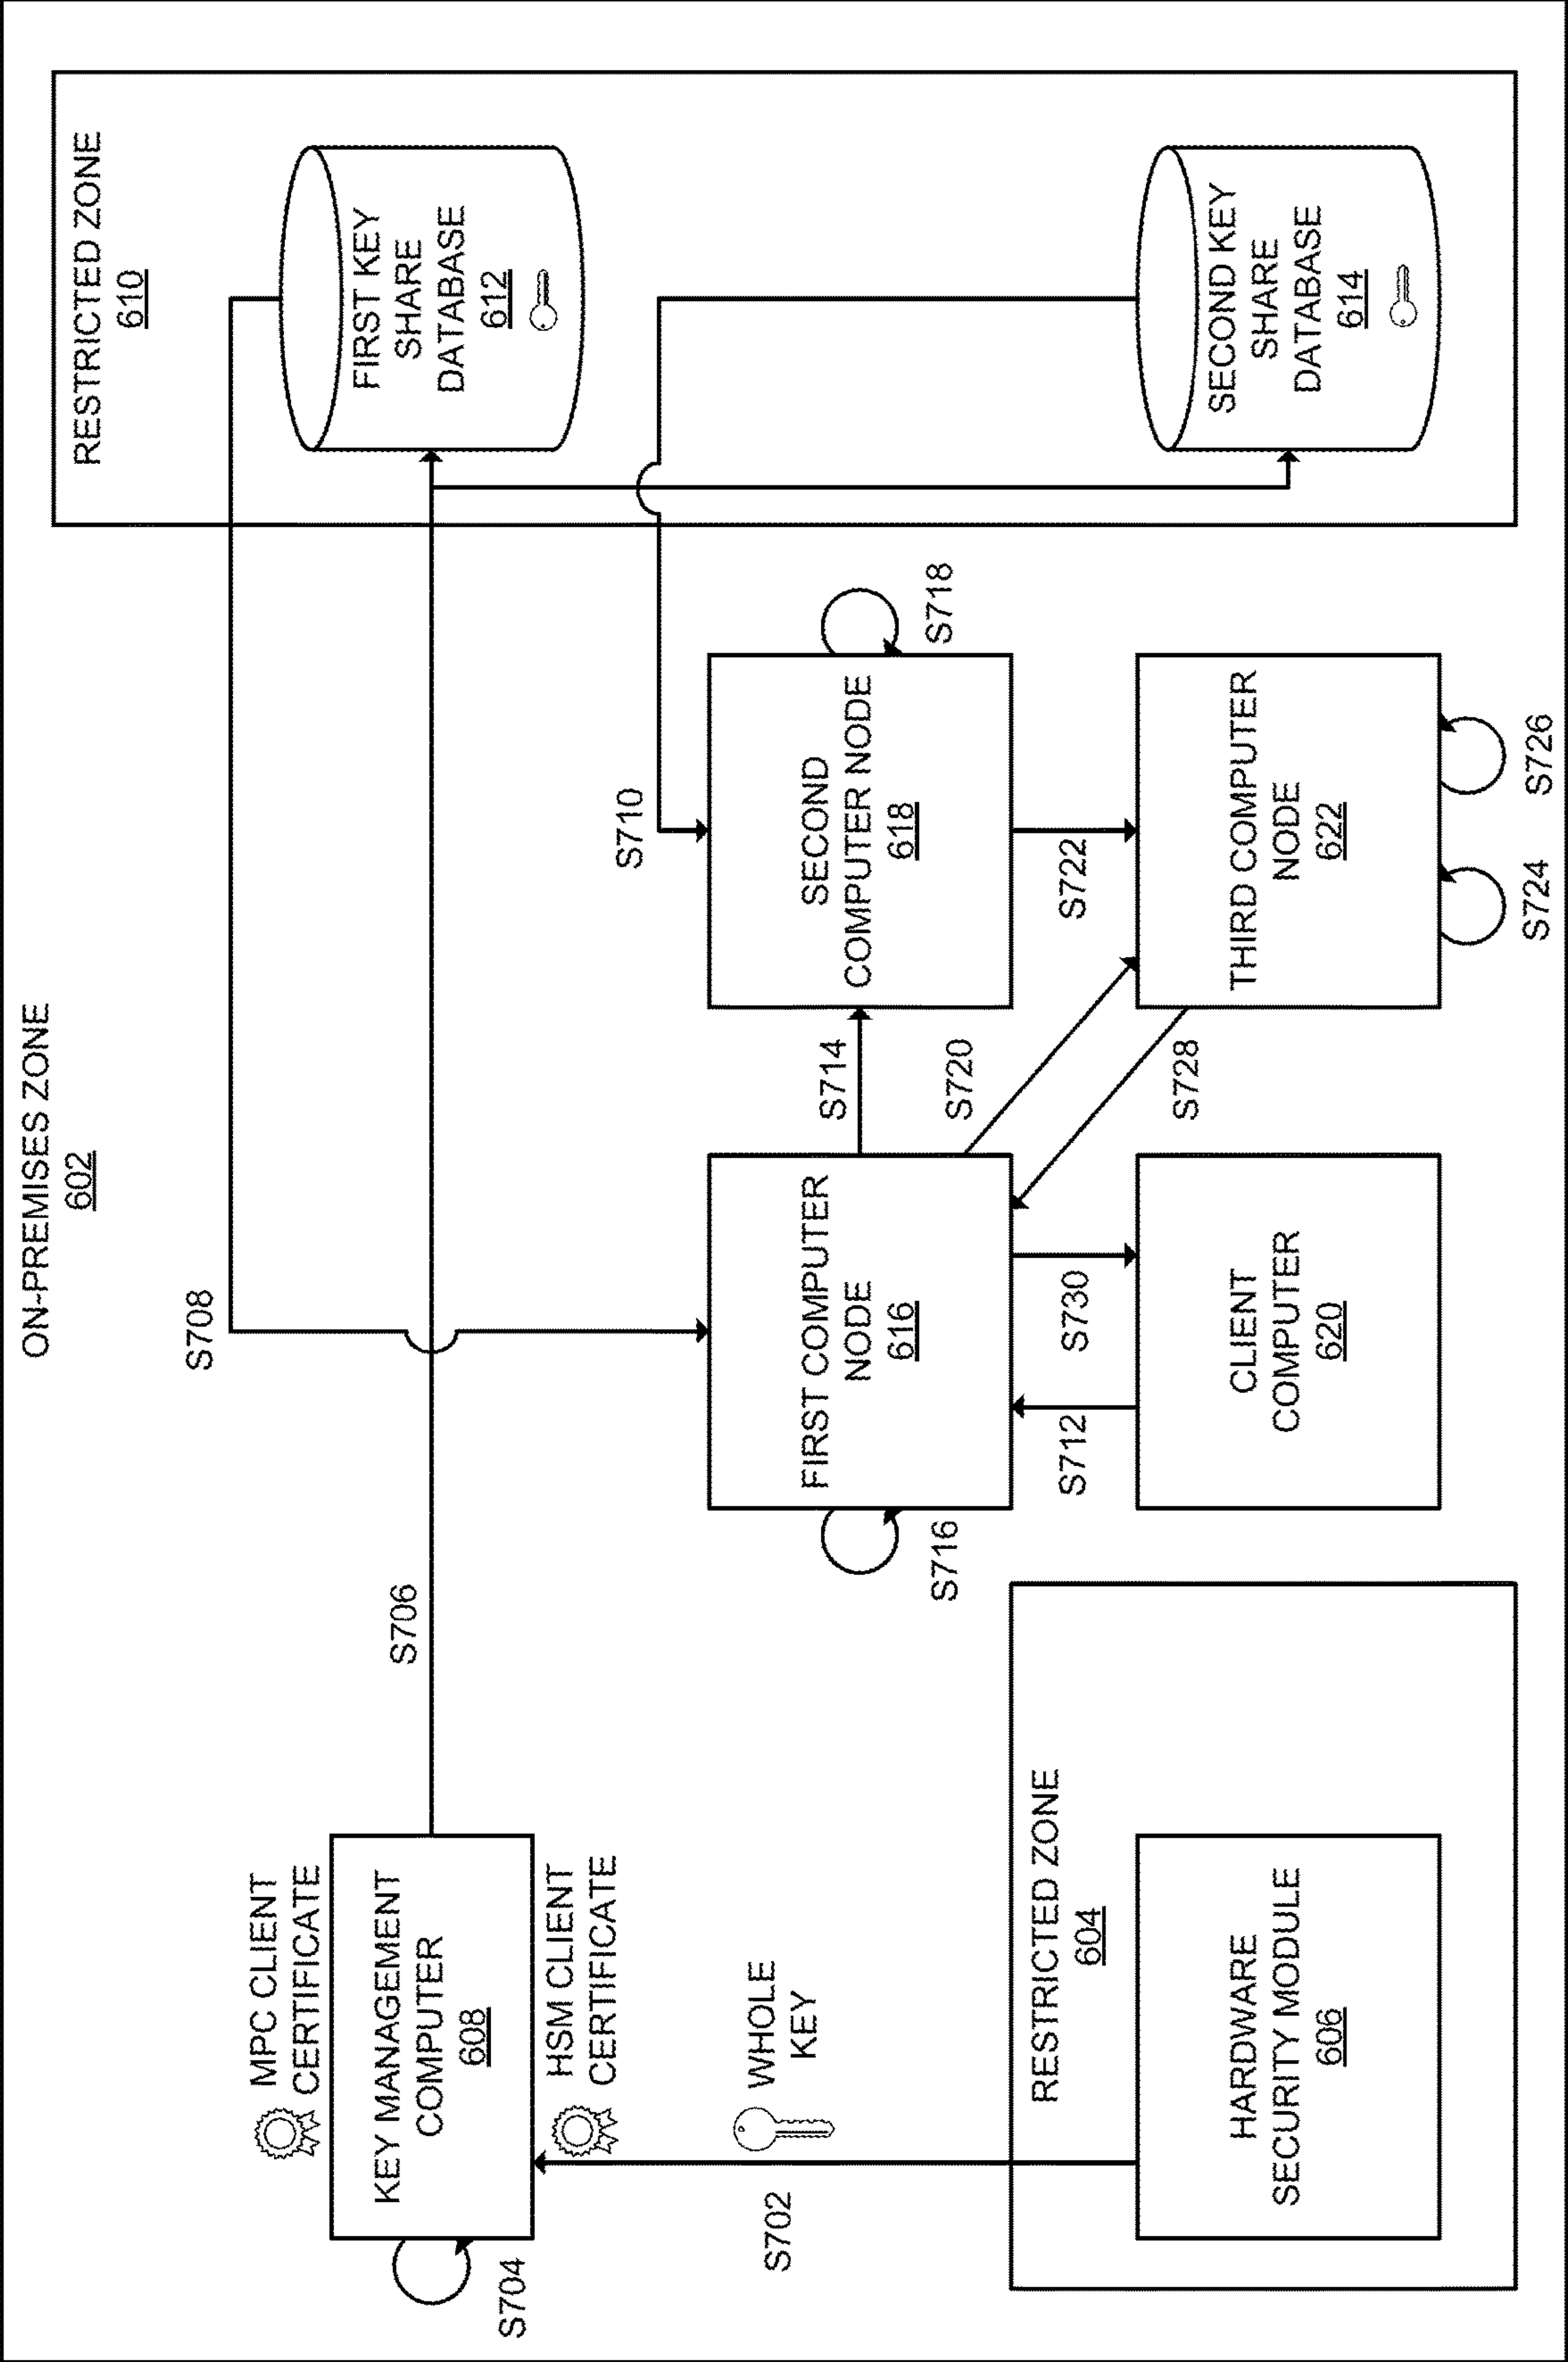 ON-PREMISES ZONE
602
MPC CLIENT
CERTIFICATE
KEY MANAGEMENT
COMPUTER
608
S704
HSM CLIENT
CERTIFICATE
S702
WHOLE
KEY
RESTRICTED ZONE
604
HARDWARE
SECURITY MODULE
606
S706
S708
S716
FIRST COMPUTER
NODE
616
S712
S730
CLIENT
COMPUTER
620
S714
S720
S728
S710
SECOND
COMPUTER NODE
618
S718
S722
THIRD COMPUTER
NODE
622
S724
S726
RESTRICTED ZONE
610
FIRST KEY
SHARE
DATABASE
612
SECOND KEY
SHARE
DATABASE
614